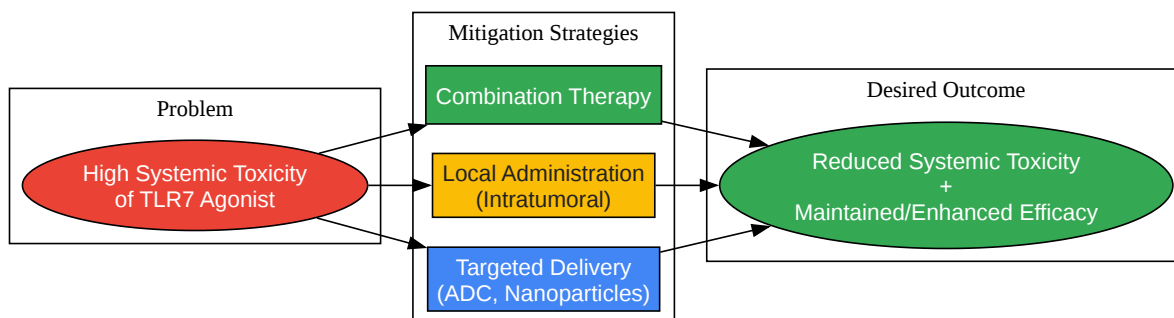 Problem
High Systemic Toxicity
of TLR7 Agonist
Mitigation Strategies
Combination Therapy
Local Administration
(Intratumoral)
Targeted Delivery
(ADC, Nanoparticles)
Desired Outcome
Reduced Systemic Toxicity
+
Maintained/Enhanced Efficacy